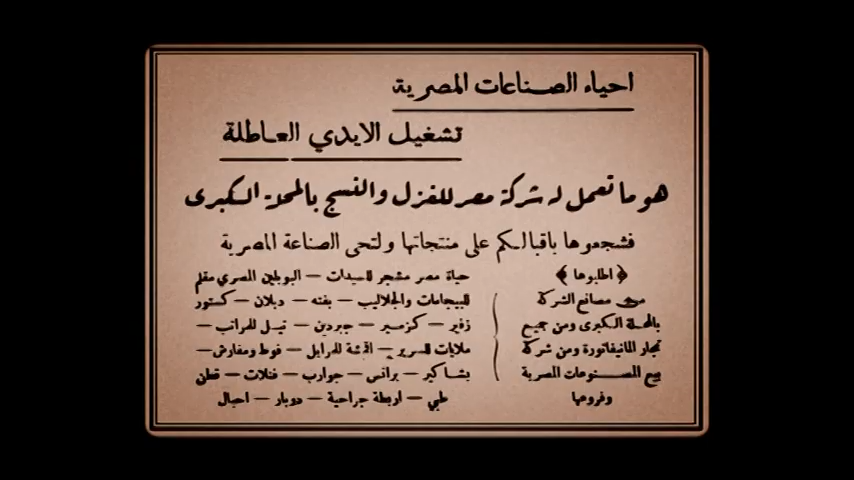 احياء الصناعات المصرية
تشغيل الايدي العاطلة
هو ما تعمل له شركة مصر للغزل والنسج بالمحلة الكبرى
فشجعوها باقبالكم على منتجاتها ولتحى الصناعة المصرية
﴿ اطلبوها ﴾
من مصانع الشركة
بالمحلة الكبرى ومن جميع
تجار المانيفاتورة ومن شركة
بيع المصنوعات المصرية
وفروعها
حياة مصر مشجر للسيدات — البوبلين المصري مقلم
للبيجامات والجلاليب — بفته — دبلان — كستور
زفير — كزمير — جبردين — تيل للمراتب —
ملايات للسرير — اقمشة للمرايل — فوط ومفارش —
بشاكير — برانس — جوارب — فنلات — قطن
طبي — اربطة جراحية — دوبار — احبال